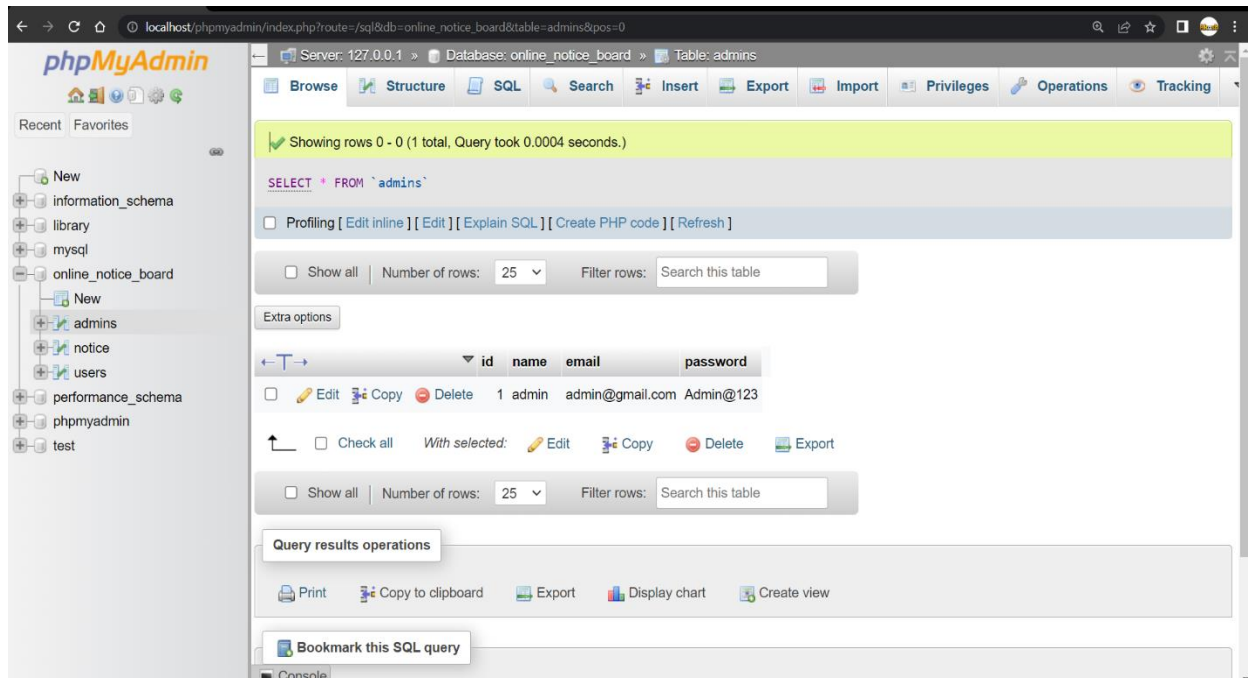 localhost/phpmyadmin/index.php?route=/sql&db=online_notice_board&table=admins&pos=0
phpMyAdmin
Recent Favorites
New
information_schema
library
mysql
online_notice_board
New
admins
notice
users
performance_schema
phpmyadmin
test
Server: 127.0.0.1 » Database: online_notice_board » Table: admins
Browse Structure SQL Search Insert Export Import Privileges Operations Tracking
Showing rows 0 - 0 (1 total, Query took 0.0004 seconds.)
SELECT * FROM `admins`
Profiling [ Edit inline ] [ Edit ] [ Explain SQL ] [ Create PHP code ] [ Refresh ]
Show all | Number of rows: 25 Filter rows: Search this table
Extra options
←T→ id name email password
Edit Copy Delete 1 admin admin@gmail.com Admin@123
Check all With selected: Edit Copy Delete Export
Show all | Number of rows: 25 Filter rows: Search this table
Query results operations
Print Copy to clipboard Export Display chart Create view
Bookmark this SQL query
Console